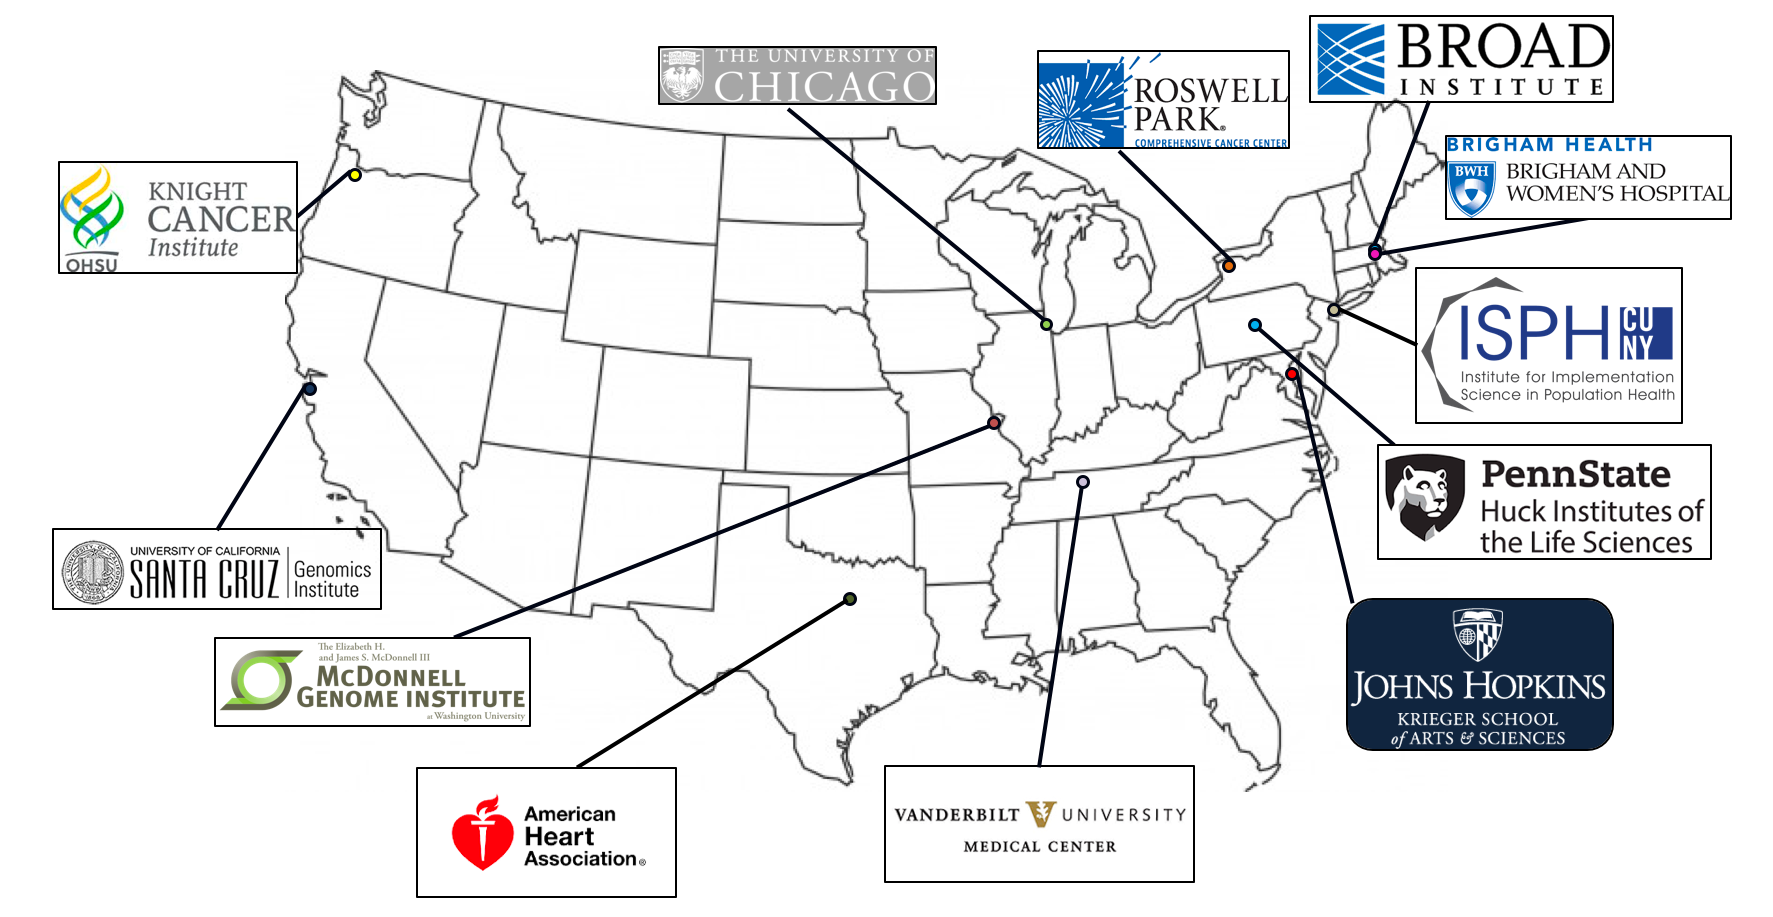 THE UNIVERSITY OF
CHICAGO
ROSWELL
PARK®
COMPREHENSIVE CANCER CENTER
BROAD
INSTITUTE
BRIGHAM HEALTH
BWH
BRIGHAM AND
WOMEN'S HOSPITAL
KNIGHT
CANCER
Institute
OHSU
ISPH
CU
NY
Institute for Implementation
Science in Population Health
PennState
Huck Institutes of
the Life Sciences
UNIVERSITY OF CALIFORNIA
SANTA CRUZ
Genomics
Institute
The Elizabeth H.
and James S. McDonnell III
MCDONNELL
GENOME INSTITUTE
at Washington University
JOHNS HOPKINS
KRIEGER SCHOOL
of ARTS & SCIENCES
American
Heart
Association®
VANDERBILT V UNIVERSITY
MEDICAL CENTER